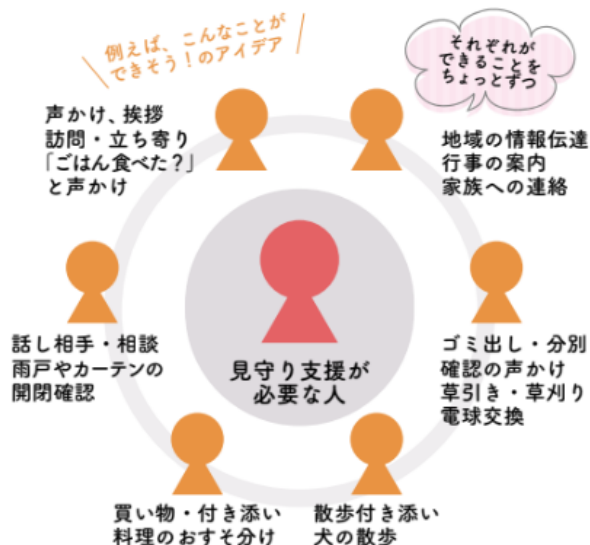 例えば、こんなことが
できそう！のアイデア
それぞれが
できることを
ちょっとずつ
声かけ、挨拶
訪問・立ち寄り
「ごはん食べた？」
と声かけ
地域の情報伝達
行事の案内
家族への連絡
話し相手・相談
雨戸やカーテンの
開閉確認
見守り支援が
必要な人
ゴミ出し・分別
確認の声かけ
草引き・草刈り
電球交換
買い物・付き添い
料理のおすそ分け
散歩付き添い
犬の散歩